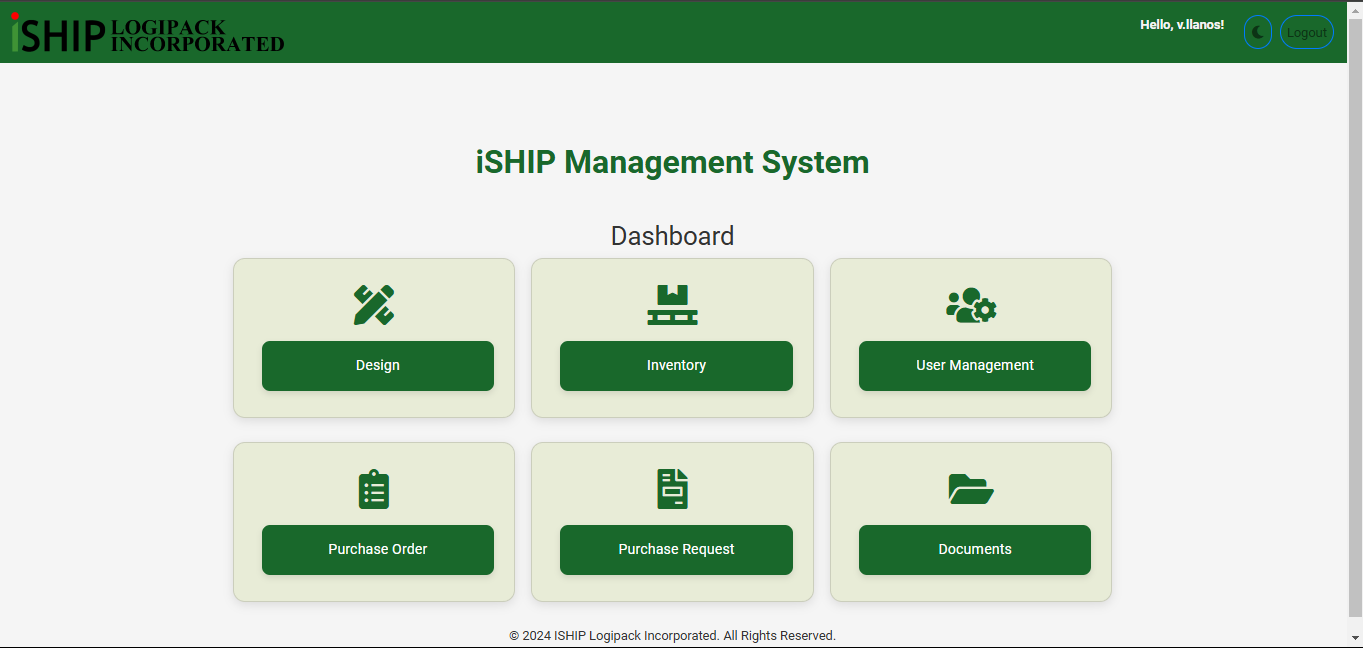 iSHIP LOGIPACK
INCORPORATED
Hello, v.llanos!
Logout
iSHIP Management System
Dashboard
Design
Inventory
User Management
Purchase Order
Purchase Request
Documents
© 2024 ISHIP Logipack Incorporated. All Rights Reserved.